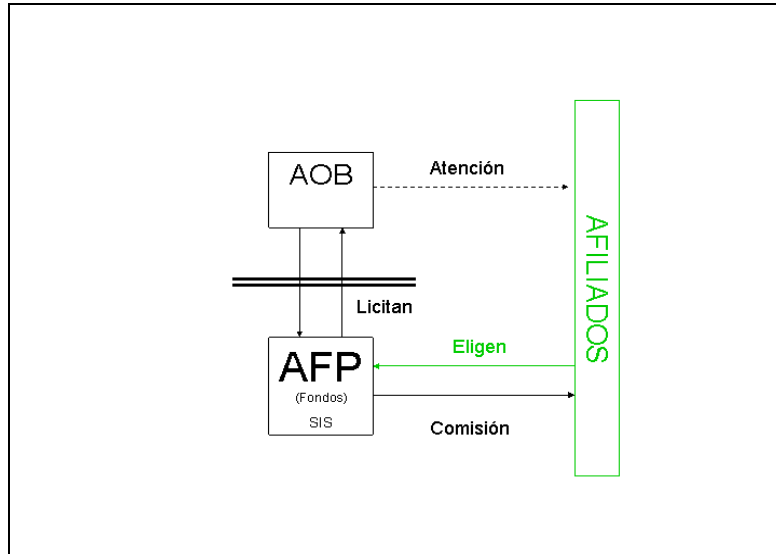 AOB
Atención
AFILIADOS
Licitan
AFP
(Fondos)
SIS
Eligen
Comisión